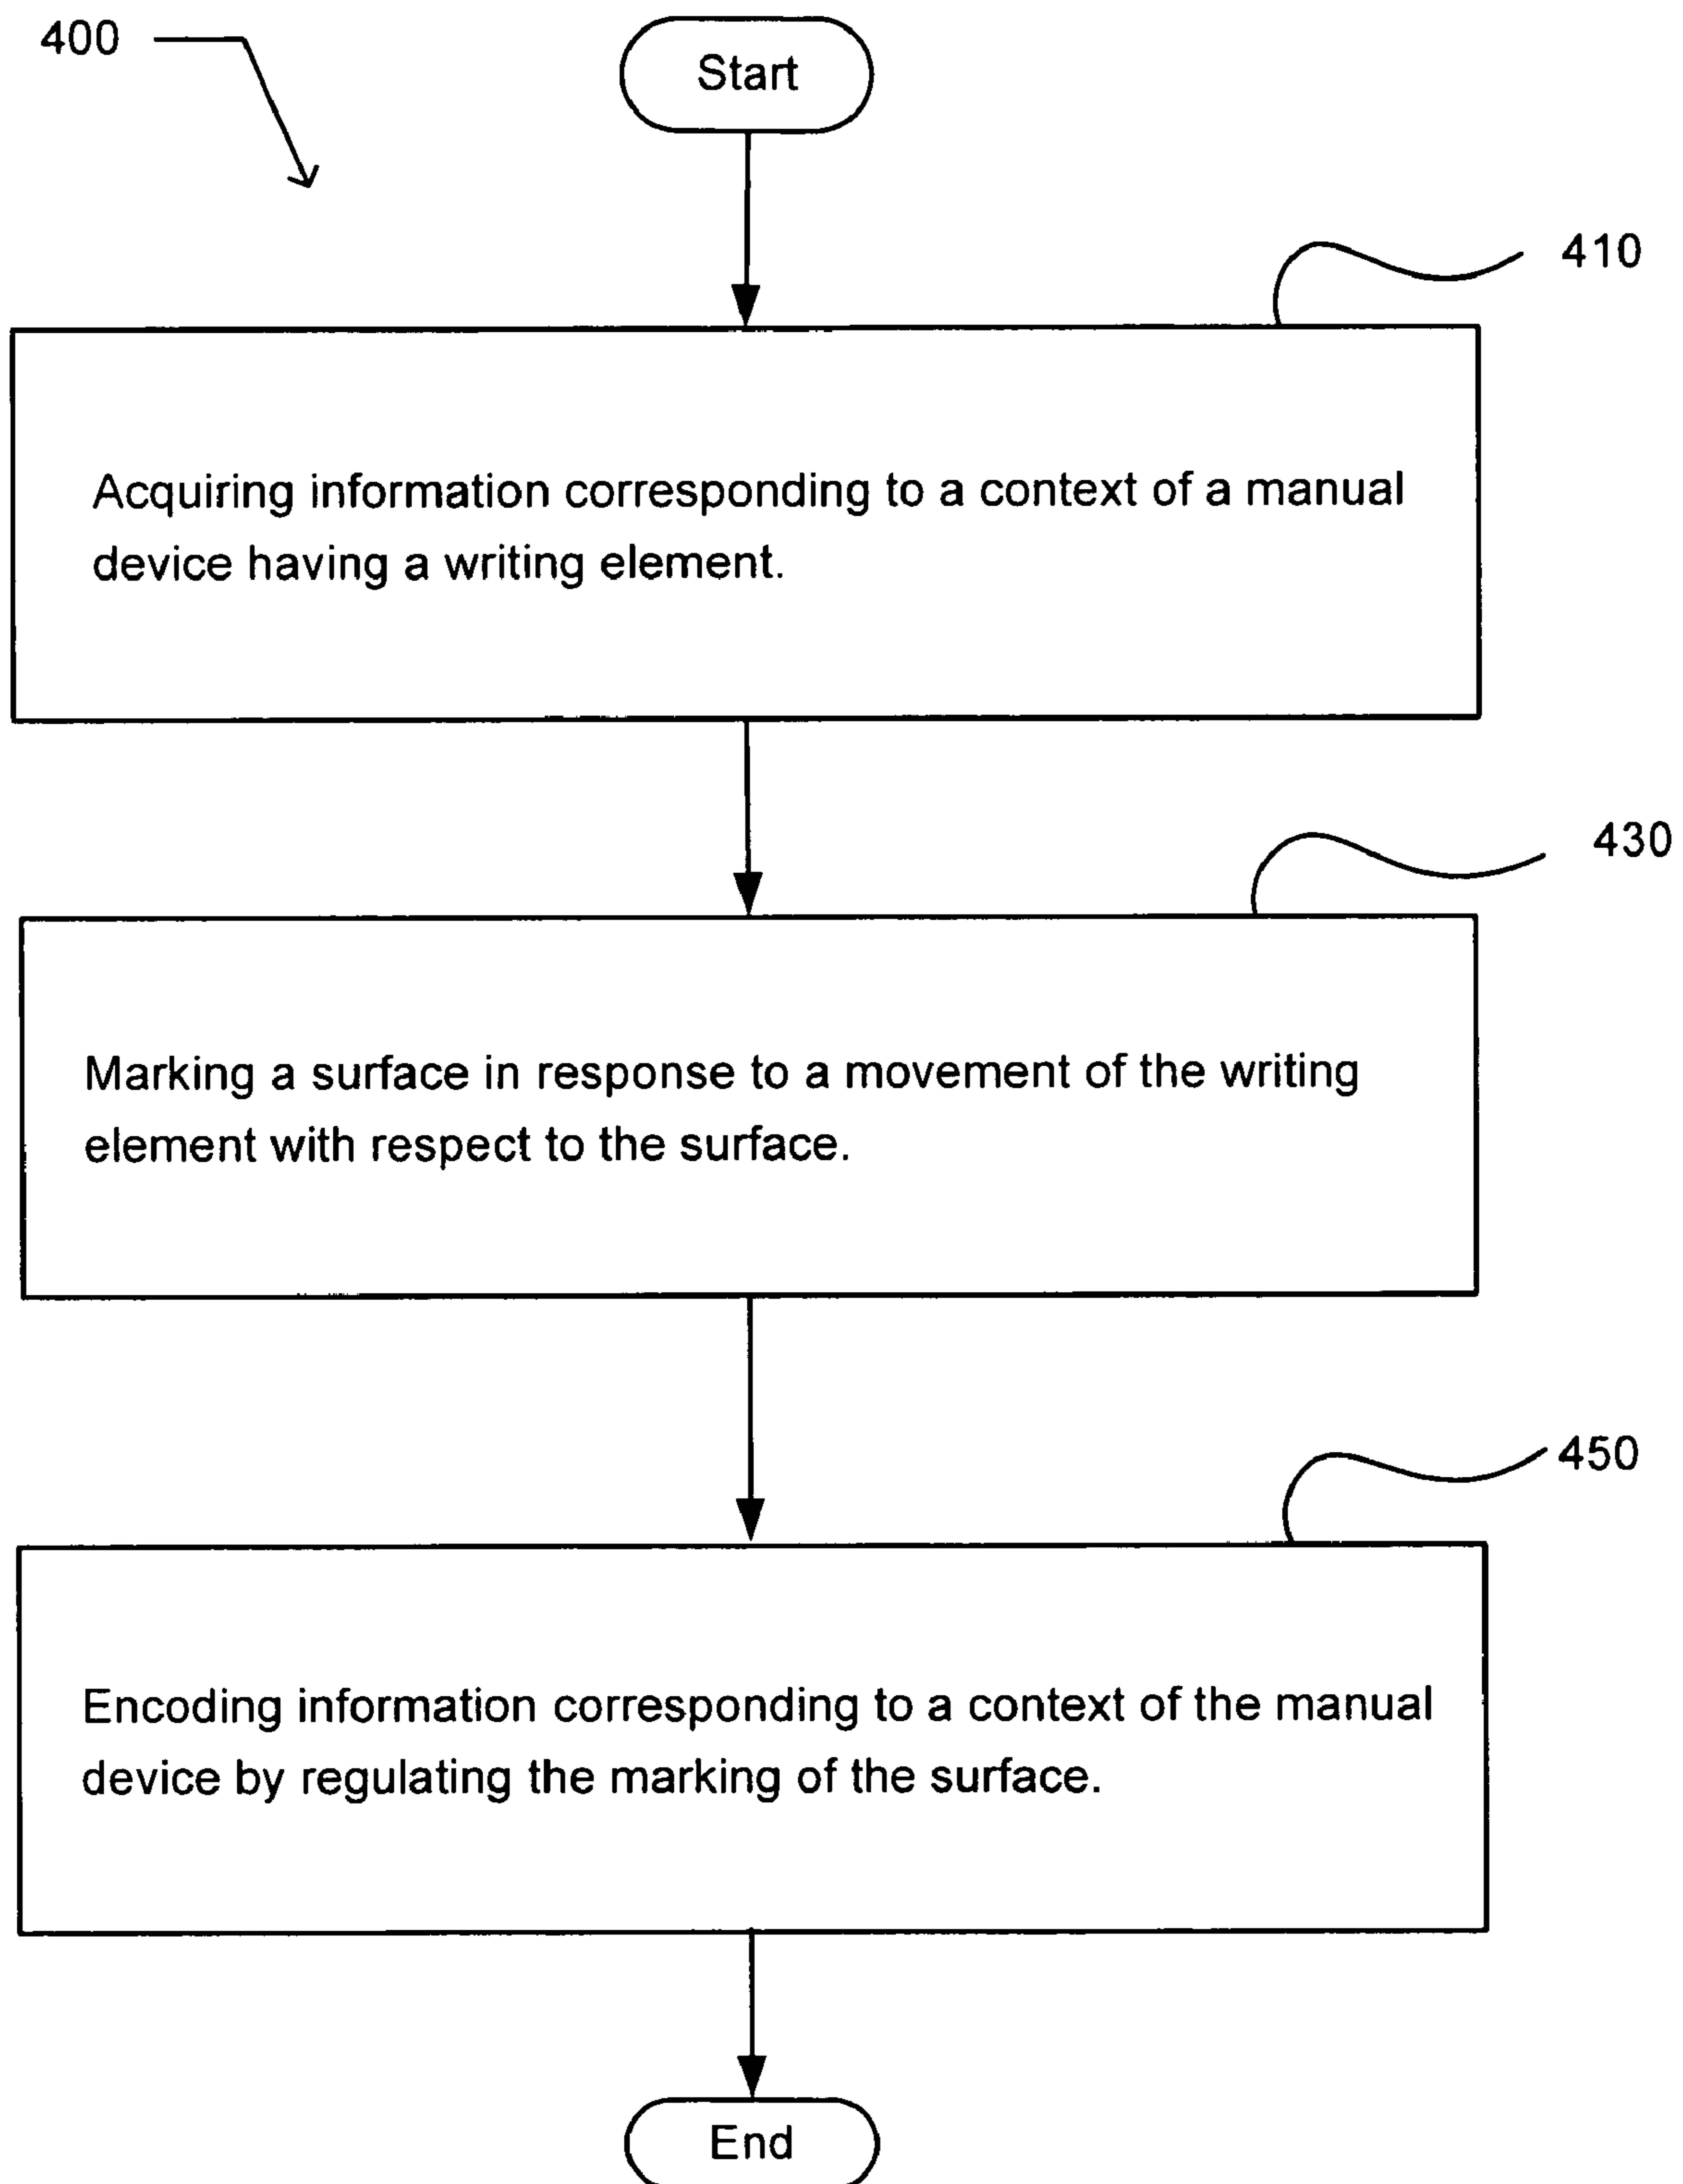 400
Start
410
Acquiring information corresponding to a context of a manual
device having a writing element.
430
Marking a surface in response to a movement of the writing
element with respect to the surface.
450
Encoding information corresponding to a context of the manual
device by regulating the marking of the surface.
End